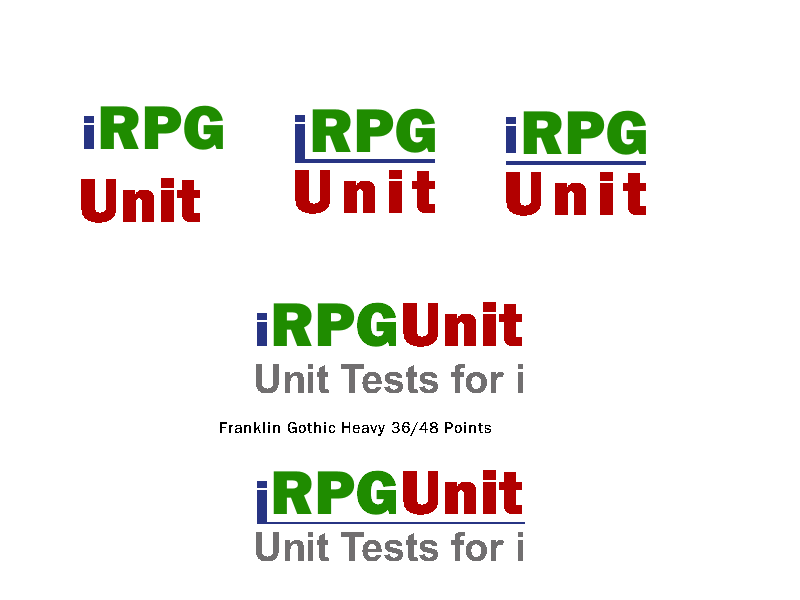 iRPG
Unit
iRPG
Unit
iRPG
Unit
iRPGUnit
Unit Tests for i
Franklin Gothic Heavy 36/48 Points
iRPGUnit
Unit Tests for i